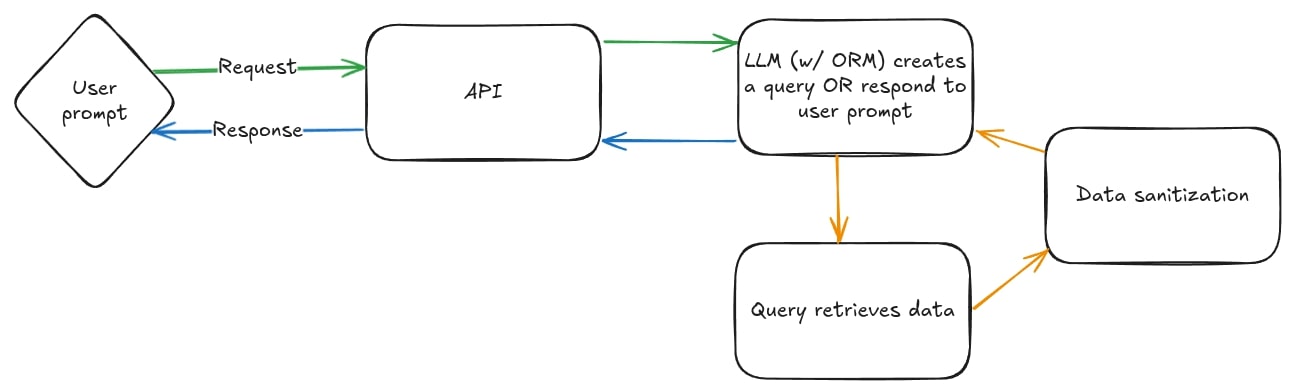 User
prompt
Request
Response
API
LLM (w/ ORM) creates
a query OR respond to
user prompt
Data sanitization
Query retrieves data